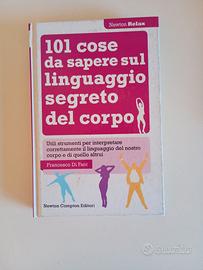 Newton Relax
101 cose
da sapere sul
linguaggio
segreto
del corpo
Utili strumenti per interpretare
correttamente il linguaggio del nostro
corpo e di quello altrui
Francesco Di Fant
Newton Compton Editori
subito